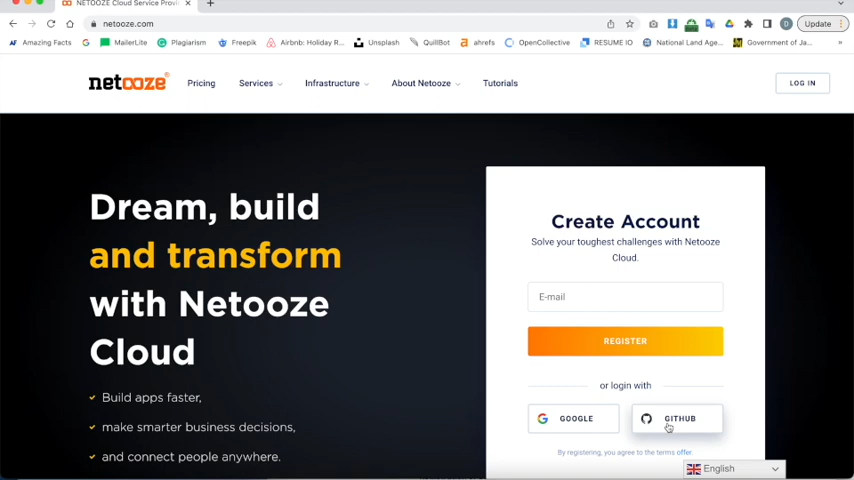 NETOOZE Cloud Service Provi
netooze.com
Update
Amazing Facts
MailerLite
Plagiarism
Freepik
Airbnb: Holiday R...
Unsplash
QuillBot
ahrefs
OpenCollective
RESUME IO
National Land Age...
Government of Ja...
netooze
Pricing
Services
Infrastructure
About Netooze
Tutorials
LOG IN
Dream, build
and transform
with Netooze
Cloud
Build apps faster,
make smarter business decisions,
and connect people anywhere.
Create Account
Solve your toughest challenges with Netooze
Cloud.
E-mail
REGISTER
or login with
GOOGLE
GITHUB
By registering, you agree to the terms offer.
English